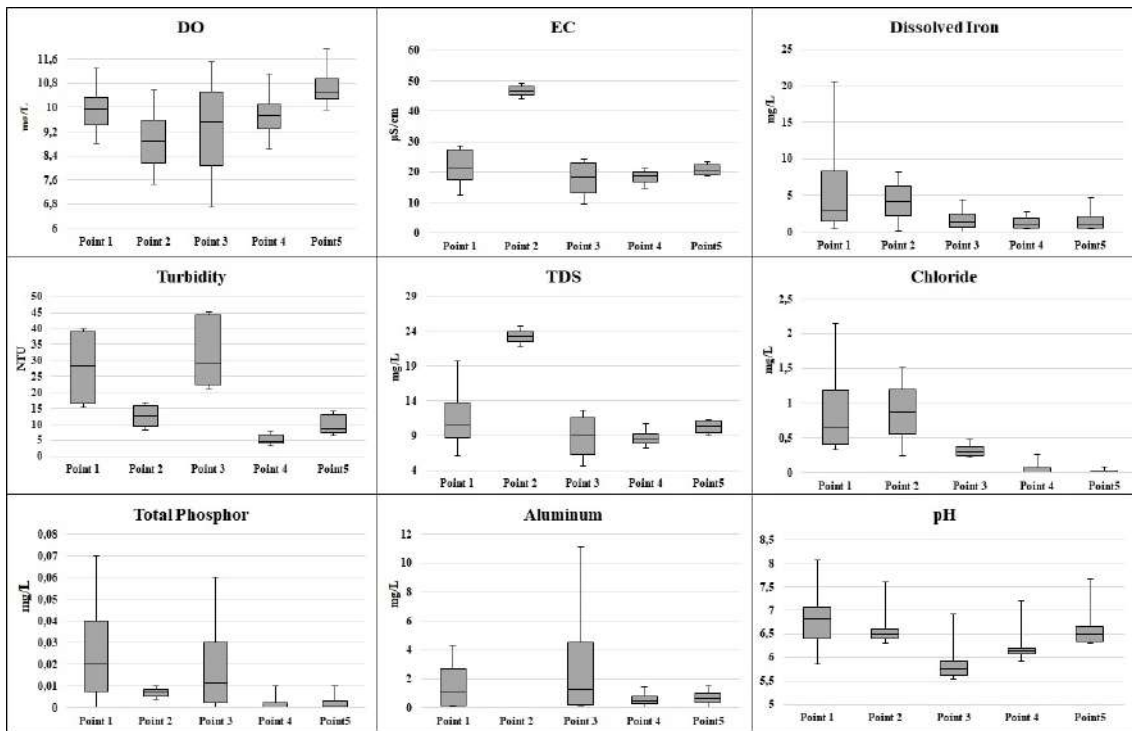 DO
11,6
10,8
10
9,2
8,4
7,6
6,8
6
mo/L
Point 1 Point 2 Point 3 Point 4 Point5
EC
60
50
40
30
20
10
0
µS/cm
Point 1 Point 2 Point 3 Point 4 Point5
Dissolved Iron
25
20
15
10
5
0
mg/L
Point 1 Point 2 Point 3 Point 4 Point5
Turbidity
50
45
40
35
30
25
20
15
10
5
0
NTU
Point 1 Point 2 Point 3 Point 4 Point5
TDS
29
24
19
14
9
4
mg/L
Point 1 Point 2 Point 3 Point 4 Point5
Chloride
2,5
2
1,5
1
0,5
0
mg/L
Point 1 Point 2 Point 3 Point 4 Point5
Total Phosphor
0,08
0,07
0,06
0,05
0,04
0,03
0,02
0,01
0
mg/L
Point 1 Point 2 Point 3 Point 4 Point5
Aluminum
12
10
8
6
4
2
0
mg/L
Point 1 Point 2 Point 3 Point 4 Point5
pH
8,5
8
7,5
7
6,5
6
5,5
5
Point 1 Point 2 Point 3 Point 4 Point5